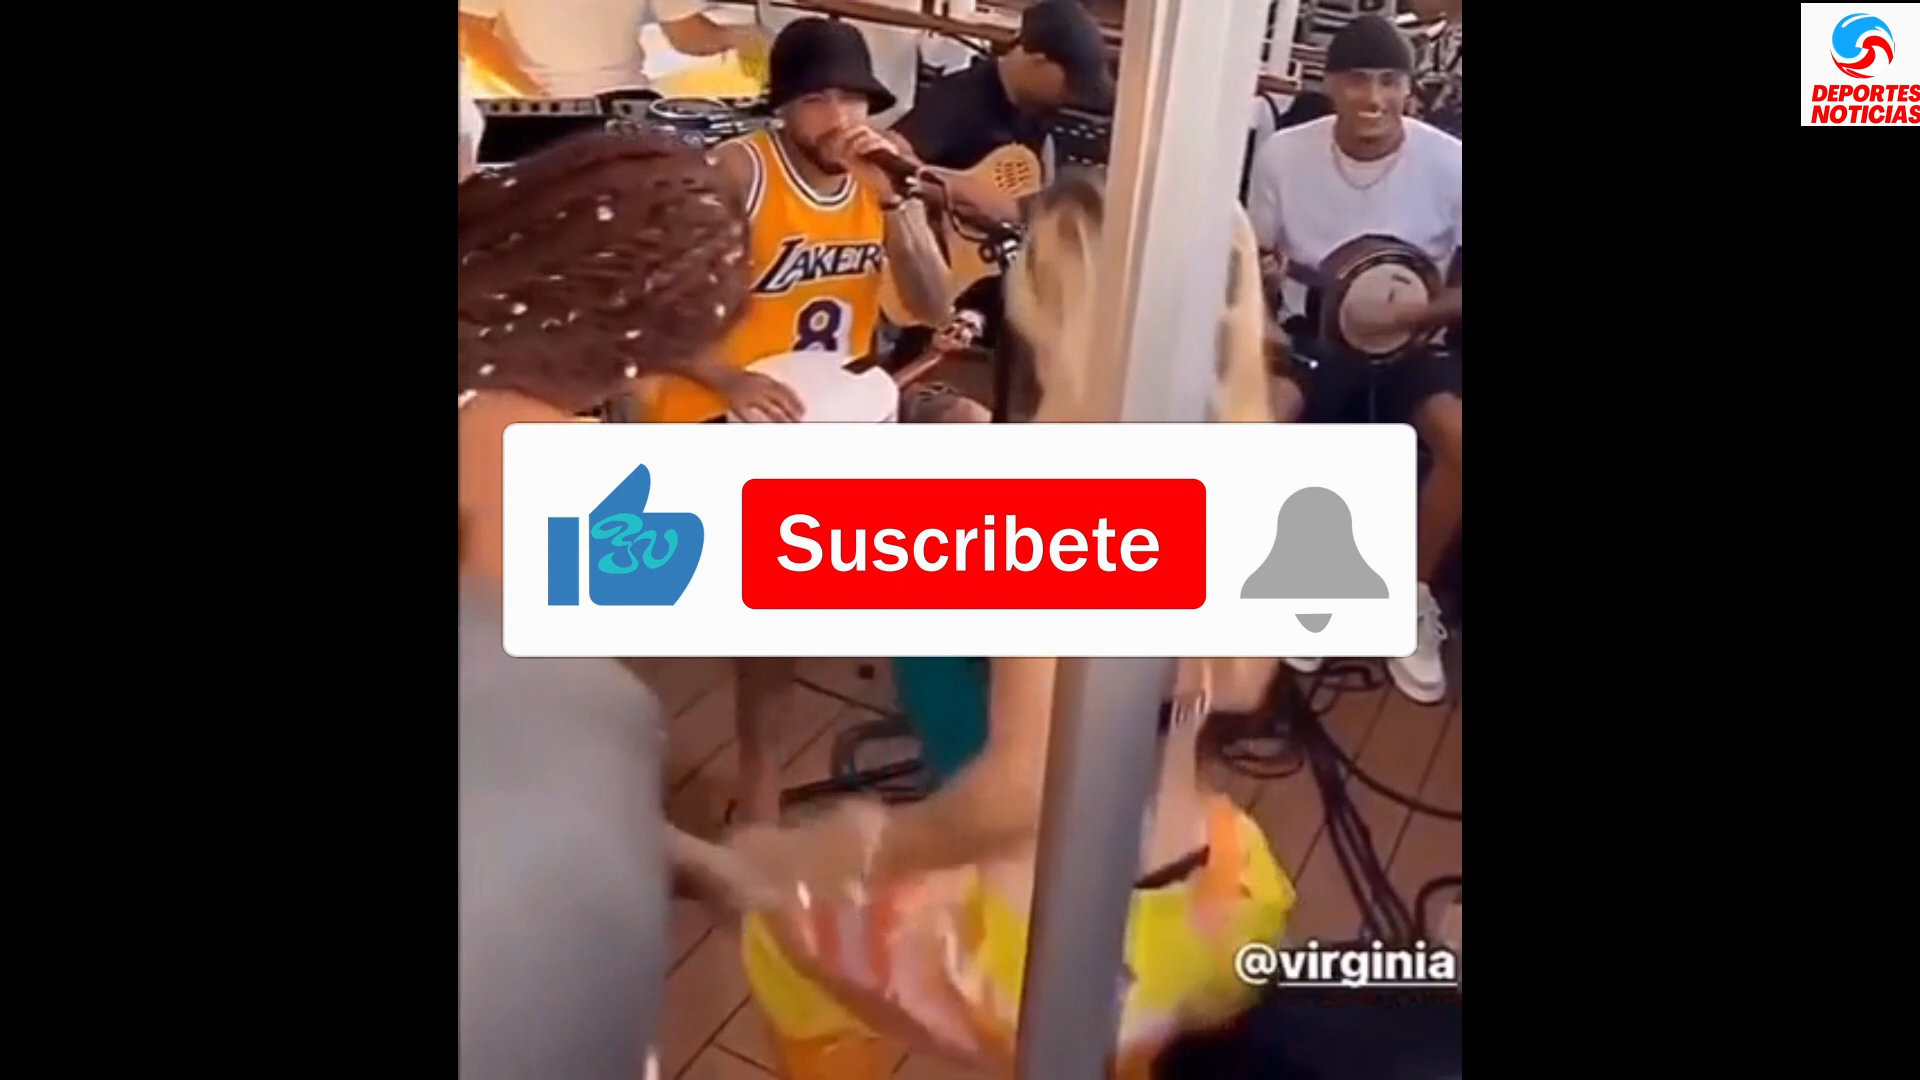 DEPORTES
NOTICIAS
LAKERS
8
Suscribete
@virginia